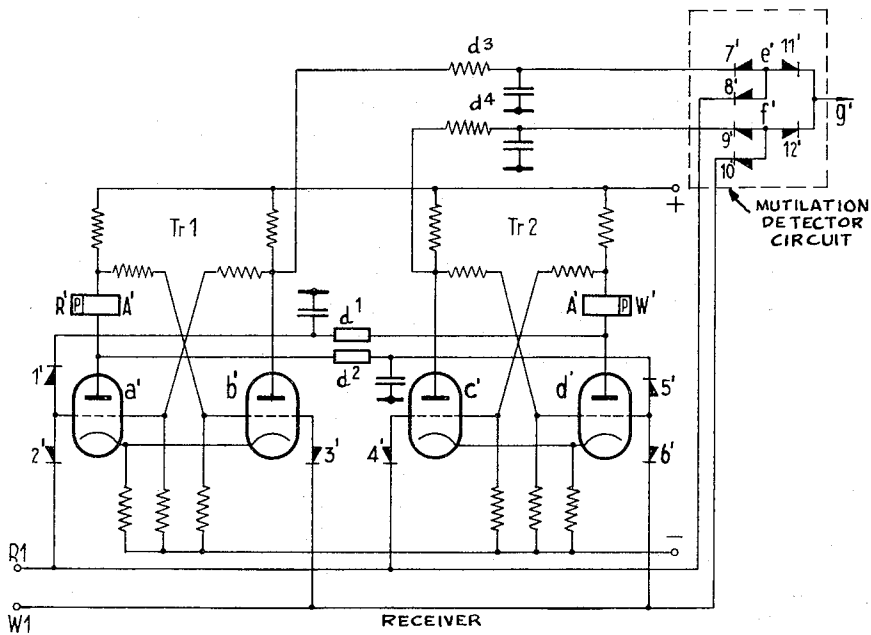 d³
7' e' 11'
8'
d⁴
f'
g'
9'
12'
10'
+
MUTILATION
DETECTOR
CIRCUIT
Tr 1
Tr 2
R' P A'
A' P W'
d¹
d²
1'
a'
b'
c'
d'
5'
2'
3'
4'
6'
−
R1
W1
RECEIVER